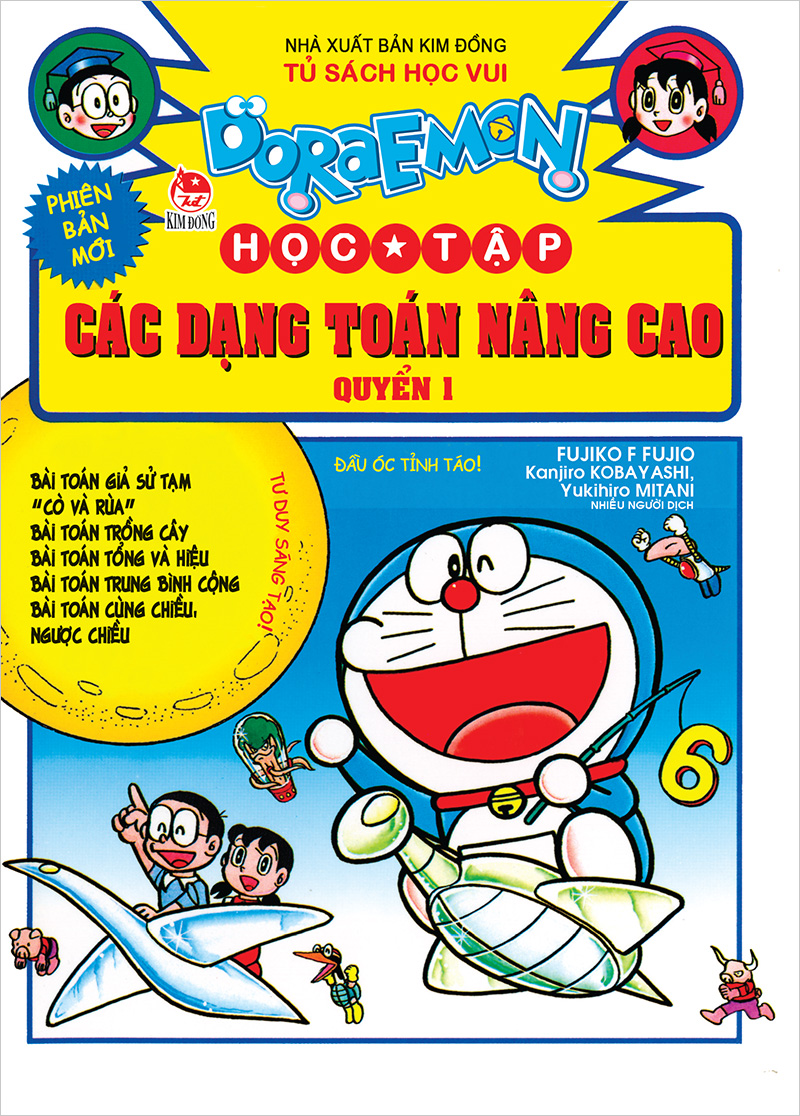 NHÀ XUẤT BẢN KIM ĐỒNG
TỦ SÁCH HỌC VUI
DORAEMON
PHIÊN
BẢN
MỚI
Kết
KIM ĐỒNG
HỌC★TẬP
CÁC DẠNG TOÁN NÂNG CAO
QUYỂN 1
BÀI TOÁN GIẢ SỬ TẠM
“CÒ VÀ RÙA”
BÀI TOÁN TRỒNG CÂY
BÀI TOÁN TỔNG VÀ HIỆU
BÀI TOÁN TRUNG BÌNH CỘNG
BÀI TOÁN CÙNG CHIỀU,
NGƯỢC CHIỀU
TƯ DUY SÁNG TẠO!
ĐẦU ÓC TỈNH TÁO!
FUJIKO F FUJIO
Kanjiro KOBAYASHI,
Yukihiro MITANI
NHIỀU NGƯỜI DỊCH
6